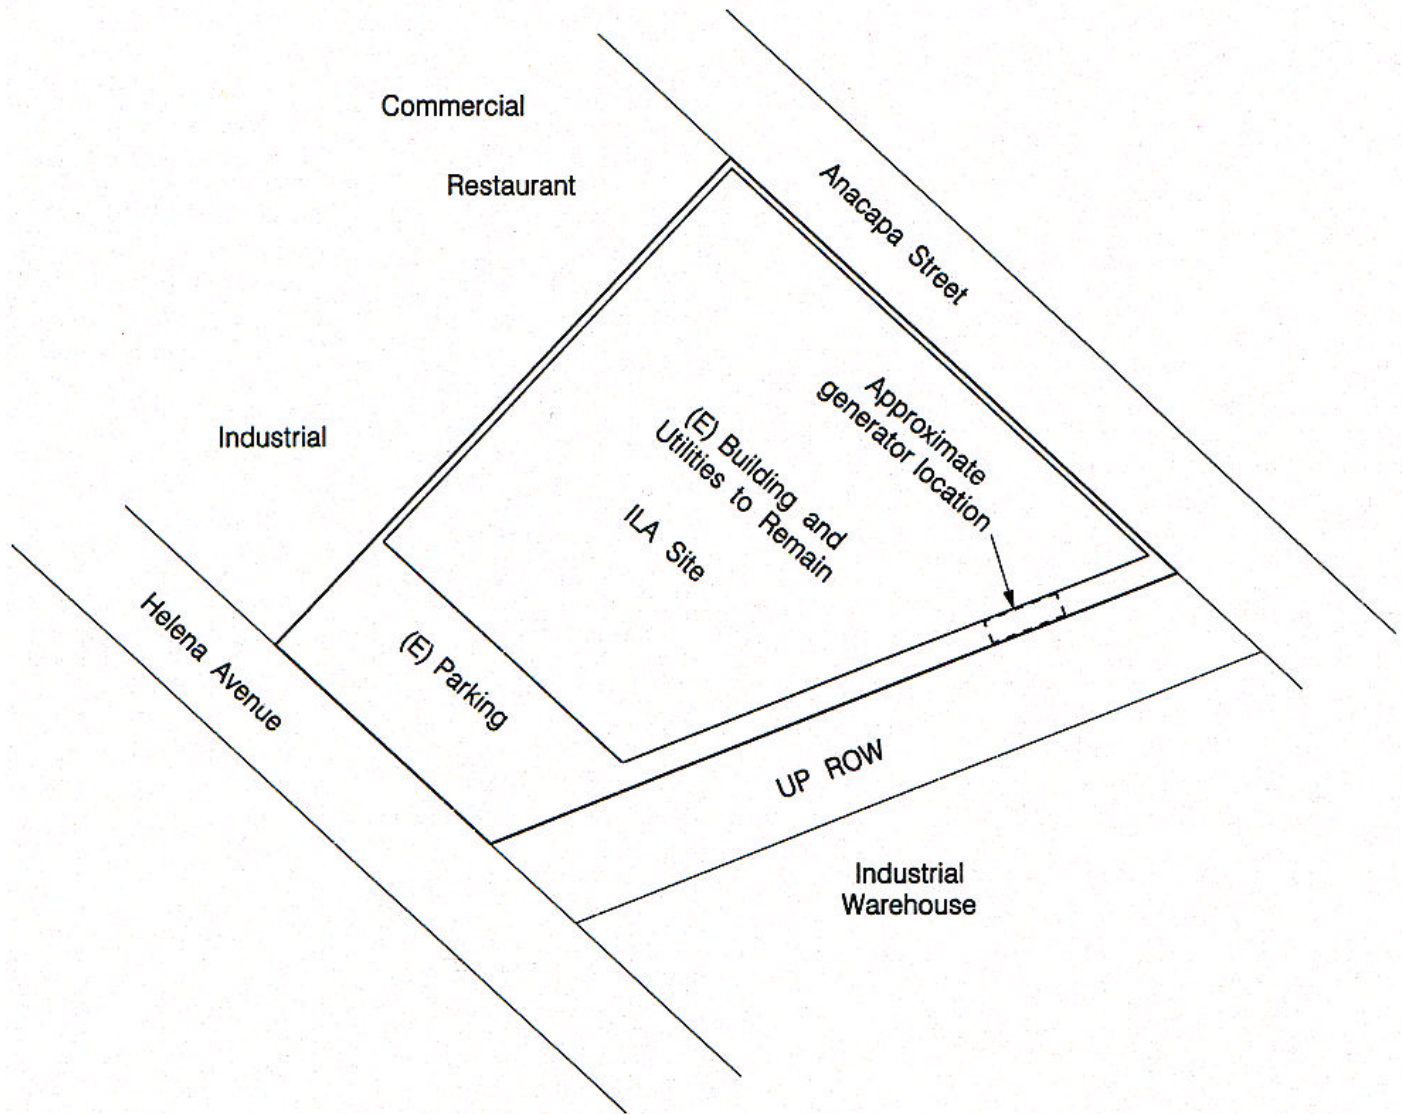 Commercial
Restaurant
Anacapa Street
Approximate
generator location
Industrial
(E) Building and
Utilities to Remain
ILA Site
Helena Avenue
(E) Parking
UP ROW
Industrial
Warehouse